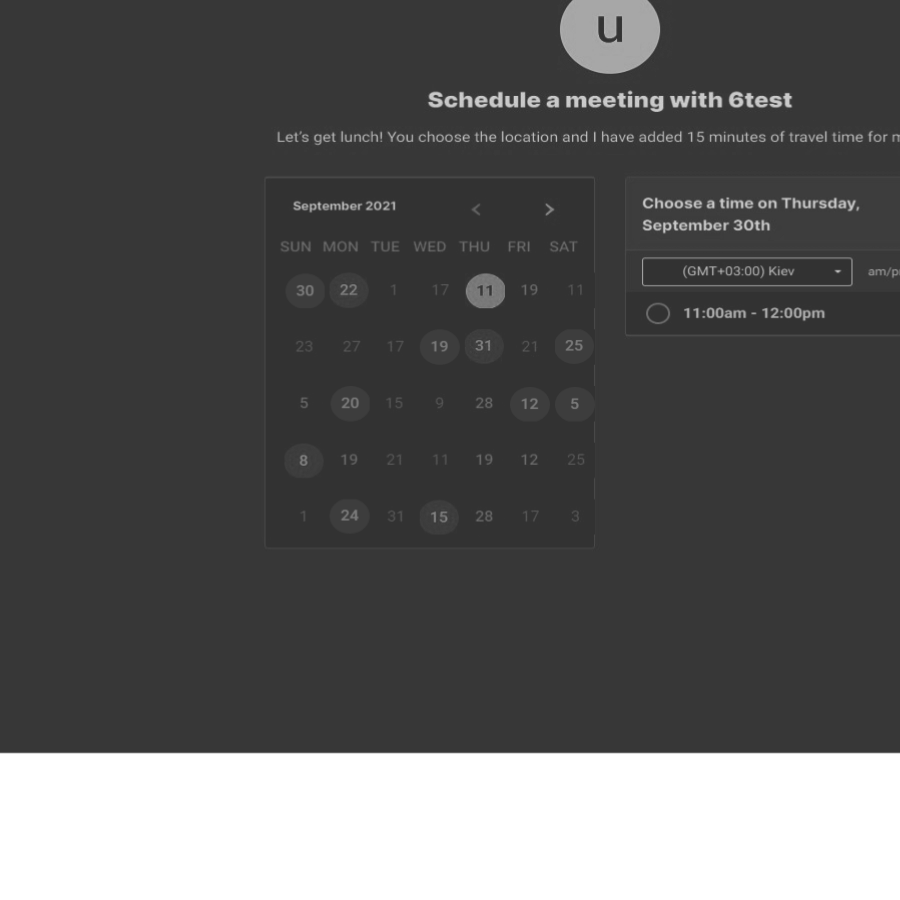 u
Schedule a meeting with 6test
Let's get lunch! You choose the location and I have added 15 minutes of travel time for m
September 2021 < >
SUN MON TUE WED THU FRI SAT
30 22 1 17 11 19 11
23 27 17 19 31 21 25
5 20 15 9 28 12 5
8 19 21 11 19 12 25
1 24 31 15 28 17 3
Choose a time on Thursday,
September 30th
(GMT+03:00) Kiev am/p
11:00am - 12:00pm